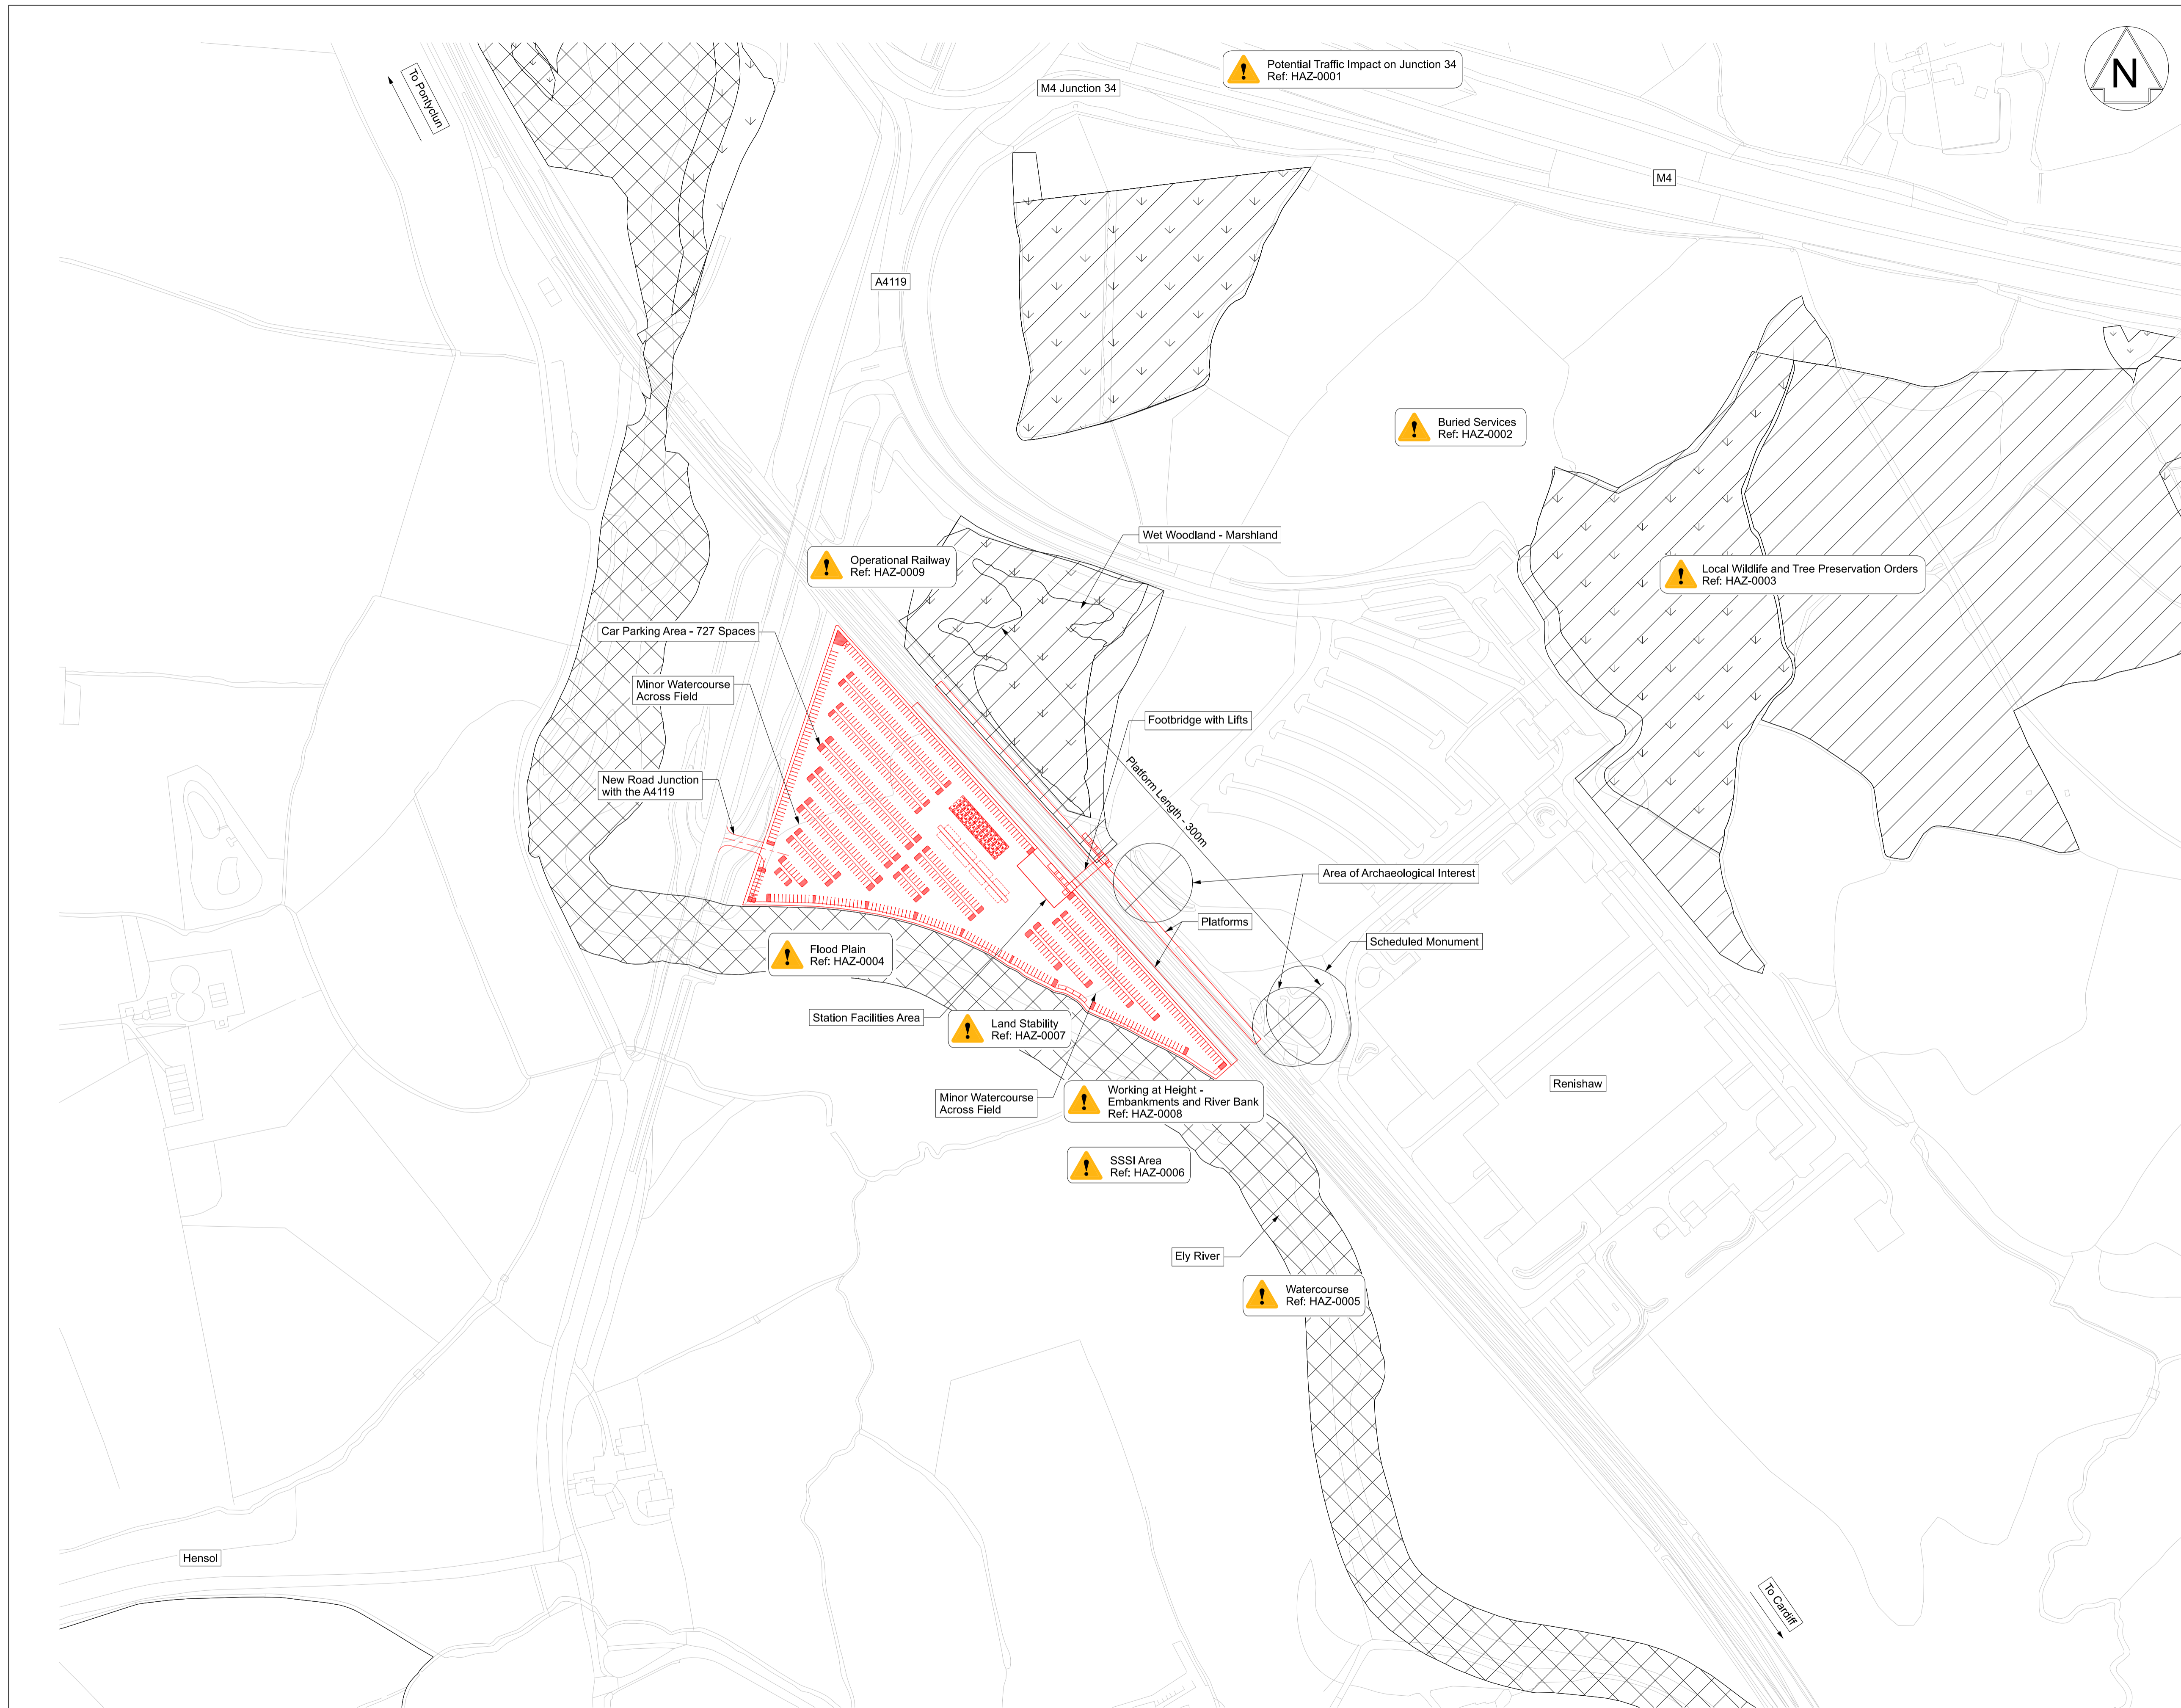 Potential Traffic Impact on Junction 34
Ref: HAZ-0001
N
To Pontyclun
M4 Junction 34
M4
A4119
Buried Services
Ref: HAZ-0002
Wet Woodland - Marshland
Operational Railway
Ref: HAZ-0009
Local Wildlife and Tree Preservation Orders
Ref: HAZ-0003
Car Parking Area - 727 Spaces
Minor Watercourse
Across Field
Footbridge with Lifts
New Road Junction
with the A4119
Platform Length - 300m
Area of Archaeological Interest
Platforms
Scheduled Monument
Flood Plain
Ref: HAZ-0004
Station Facilities Area
Land Stability
Ref: HAZ-0007
Renishaw
Minor Watercourse
Across Field
Working at Height -
Embankments and River Bank
Ref: HAZ-0008
SSSI Area
Ref: HAZ-0006
Ely River
Watercourse
Ref: HAZ-0005
Hensol
To Cardiff